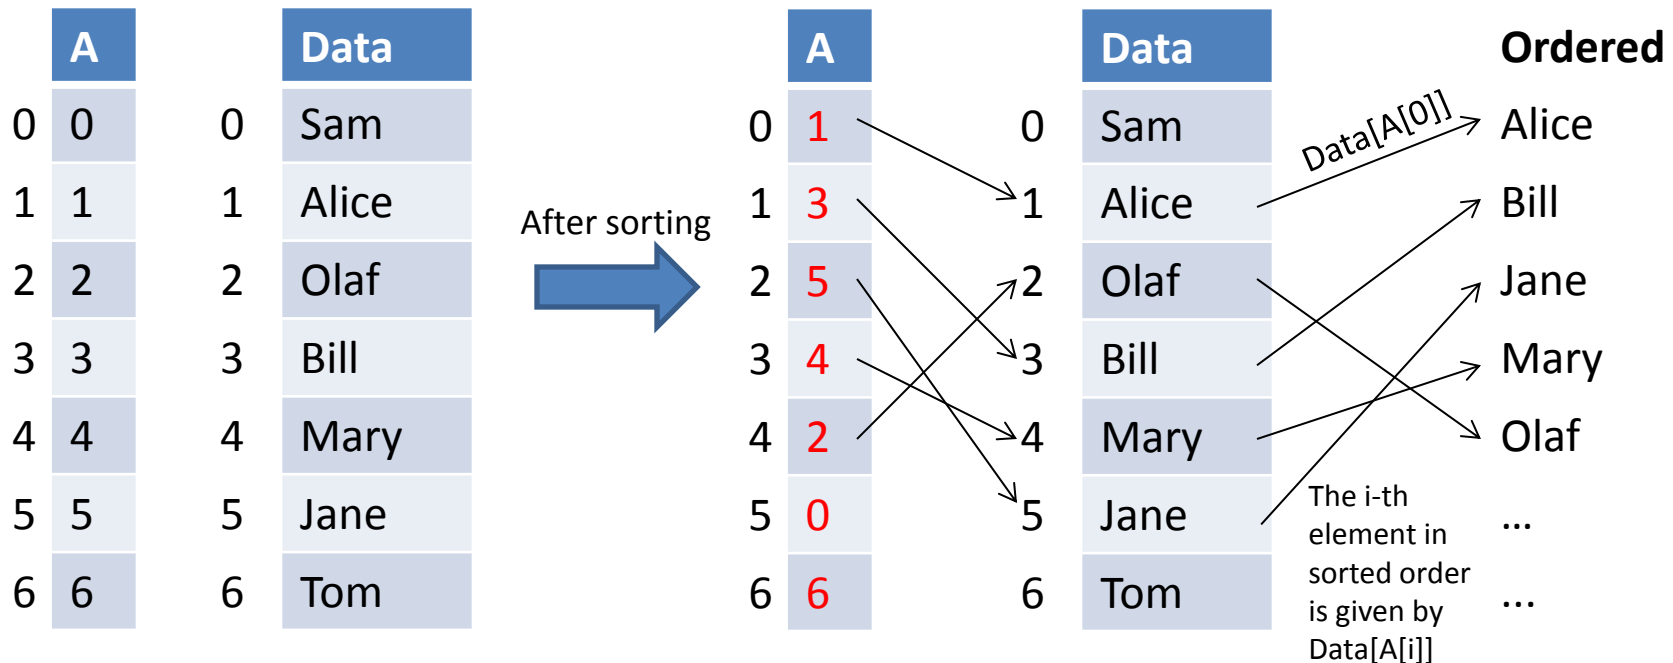 A Data A Data Ordered
0 0 0 Sam 0 1 0 Sam Data[A[0]] Alice
1 1 1 Alice 1 3 1 Alice Bill
After sorting
2 2 2 Olaf 2 5 2 Olaf Jane
3 3 3 Bill 3 4 3 Bill Mary
4 4 4 Mary 4 2 4 Mary Olaf
5 5 5 Jane 5 0 5 Jane ...
6 6 6 Tom 6 6 6 Tom ...
The i-th
element in
sorted order
is given by
Data[A[i]]